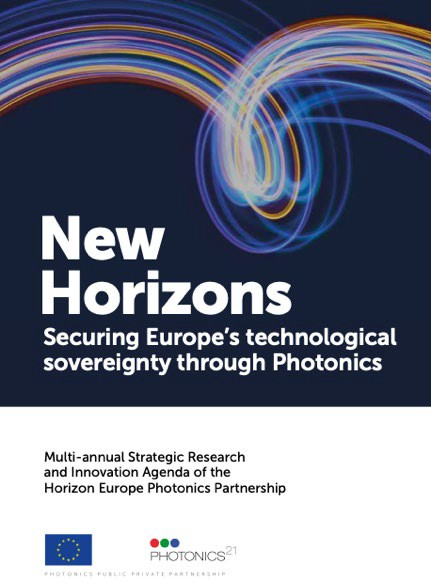 New
Horizons
Securing Europe's technological
sovereignty through Photonics
Multi-annual Strategic Research
and Innovation Agenda of the
Horizon Europe Photonics Partnership
PHOTONICS21
PHOTONICS PUBLIC PRIVATE PARTNERSHIP